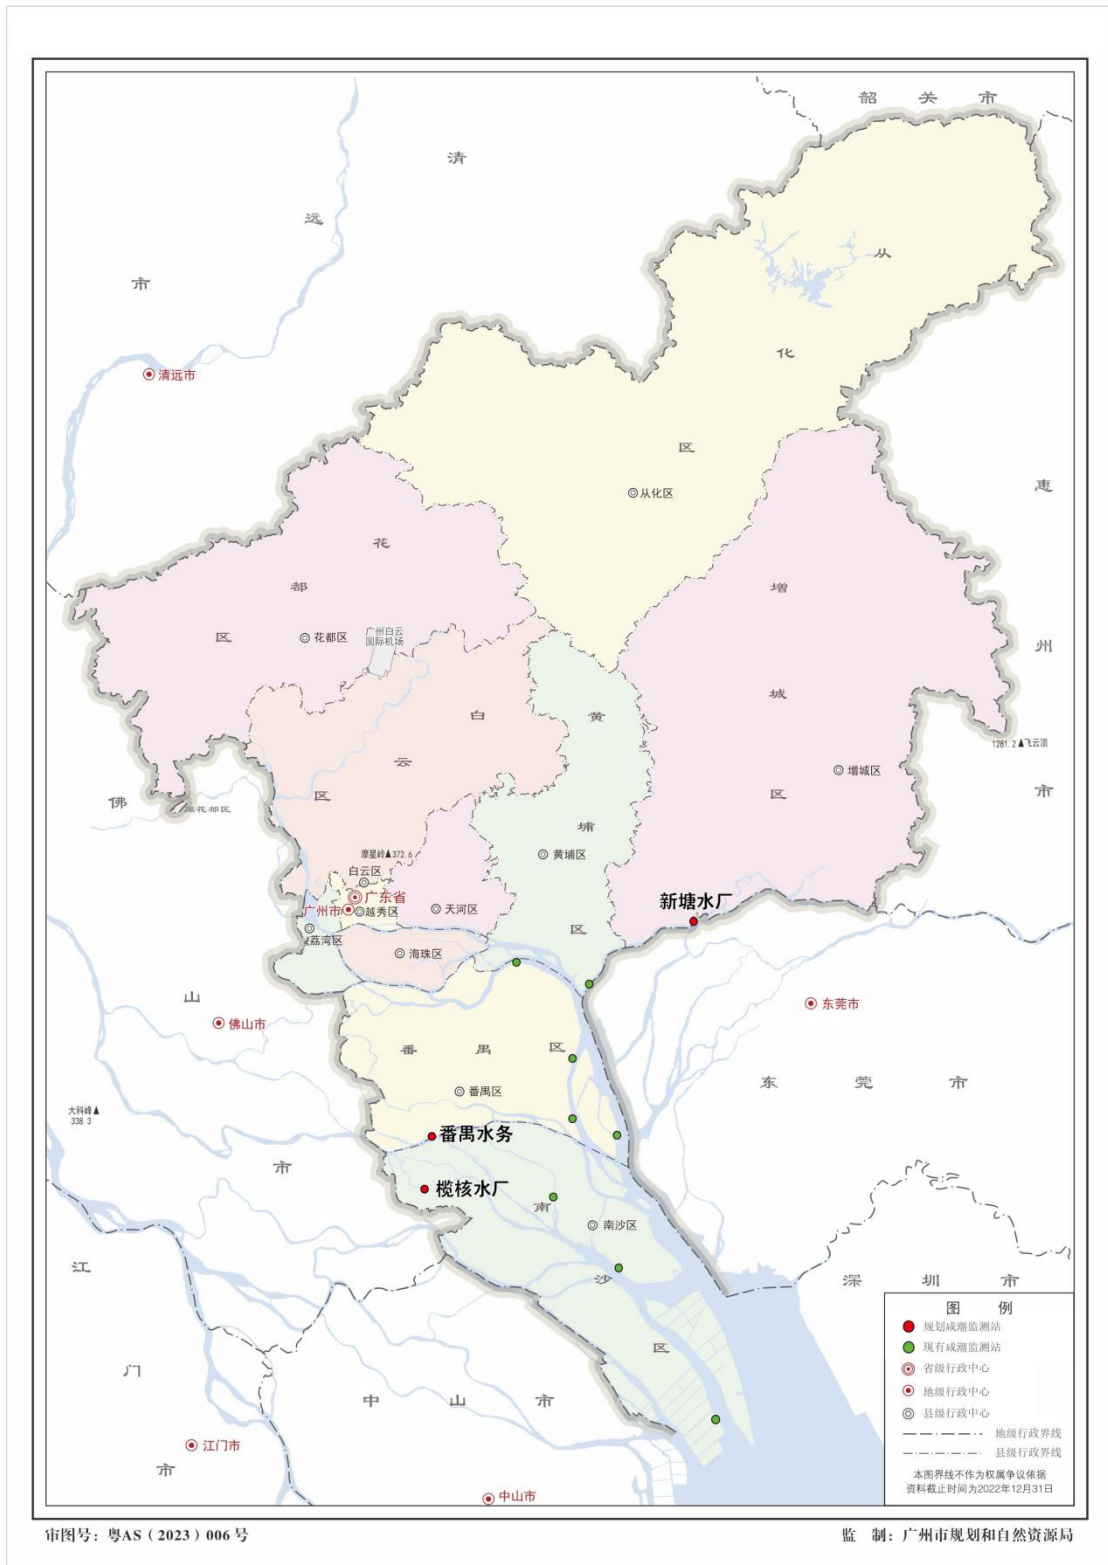 韶关市
清
远
市
从
化
区
清远市
从化区
惠
州
市
花
都
区
花都区
广州白云
国际机场
增
城
区
增城区
1281.2▲飞云顶
白
云
区
黄
埔
区
黄埔区
佛
山
市
属花都区
摩星岭▲372.6
白云区
广东省
广州市
越秀区
天河区
荔湾区
海珠区
新塘水厂
佛山市
东莞市
番禺区
番禺区
东莞市
大科峰▲
338.3
番禺水务
榄核水厂
南
沙
区
南沙区
江
门
市
深圳市
中山市
江门市
中山市
图 例
规划咸潮监测站
现有咸潮监测站
省级行政中心
地级行政中心
县级行政中心
地级行政界线
县级行政界线
本图界线不作为权属争议依据
资料截止时间为2022年12月31日
审图号：粤AS（2023）006号
监 制：广州市规划和自然资源局